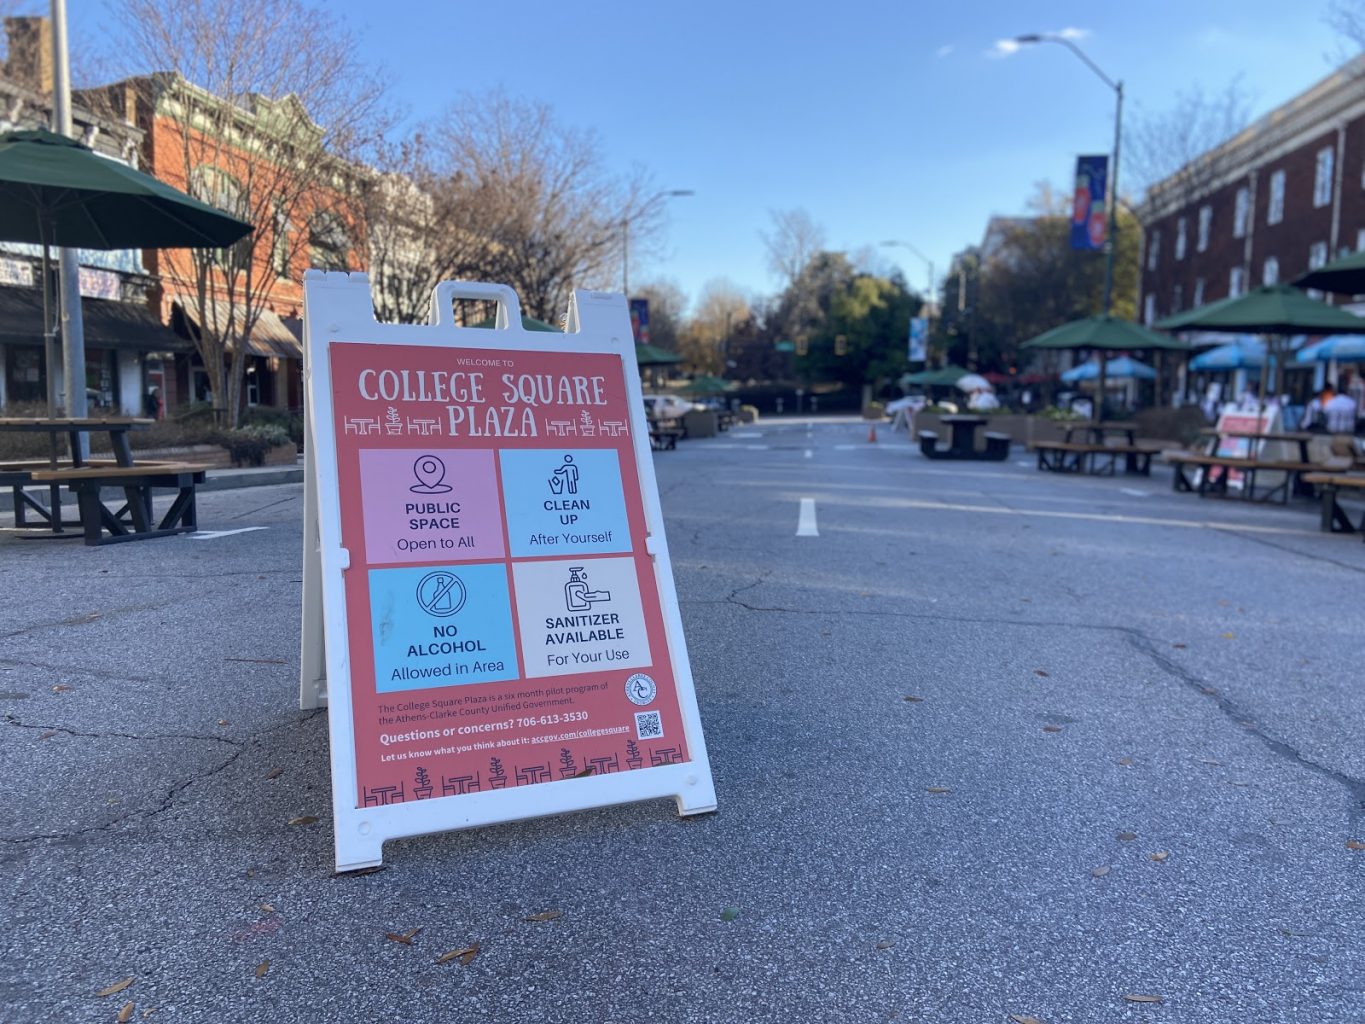 WELCOME TO
COLLEGE SQUARE
PLAZA
PUBLIC
SPACE
Open to All
CLEAN
UP
After Yourself
NO
ALCOHOL
Allowed in Area
SANITIZER
AVAILABLE
For Your Use
The College Square Plaza is a six month pilot program of
the Athens-Clarke County Unified Government.
Questions or concerns? 706-613-3530
Let us know what you think about it: accgov.com/collegesquare